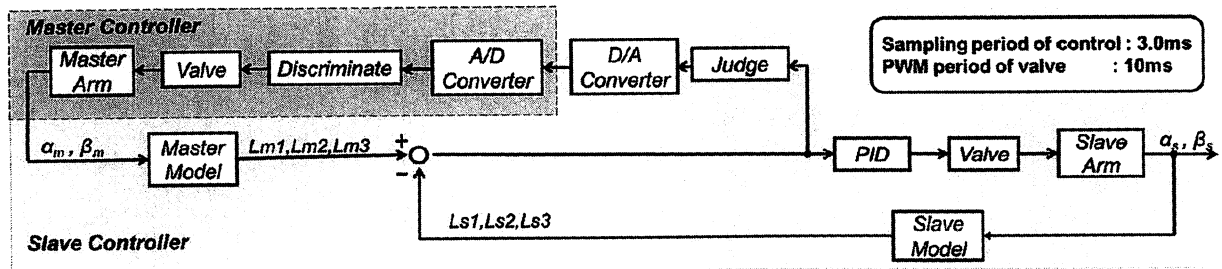 Master Controller
Master
Arm
Valve
Discriminate
A/D
Converter
D/A
Converter
Judge
Sampling period of control : 3.0ms
PWM period of valve : 10ms
αm , βm
Master
Model
Lm1,Lm2,Lm3
+
−
PID
Valve
Slave
Arm
αs , βs
Ls1,Ls2,Ls3
Slave
Model
Slave Controller